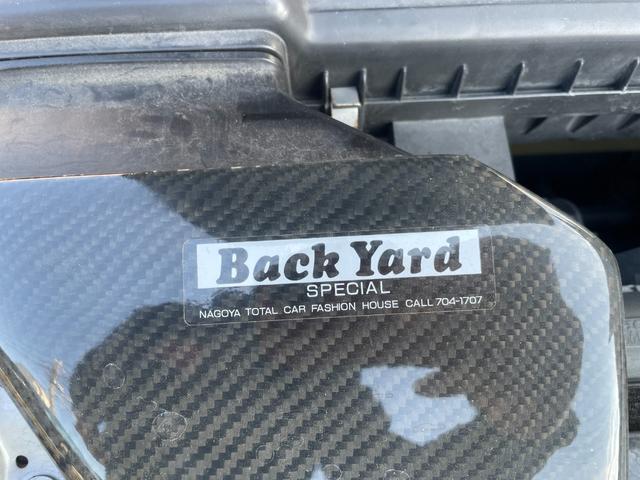 Back Yard
SPECIAL
NAGOYA TOTAL CAR FASHION HOUSE CALL 704-1707